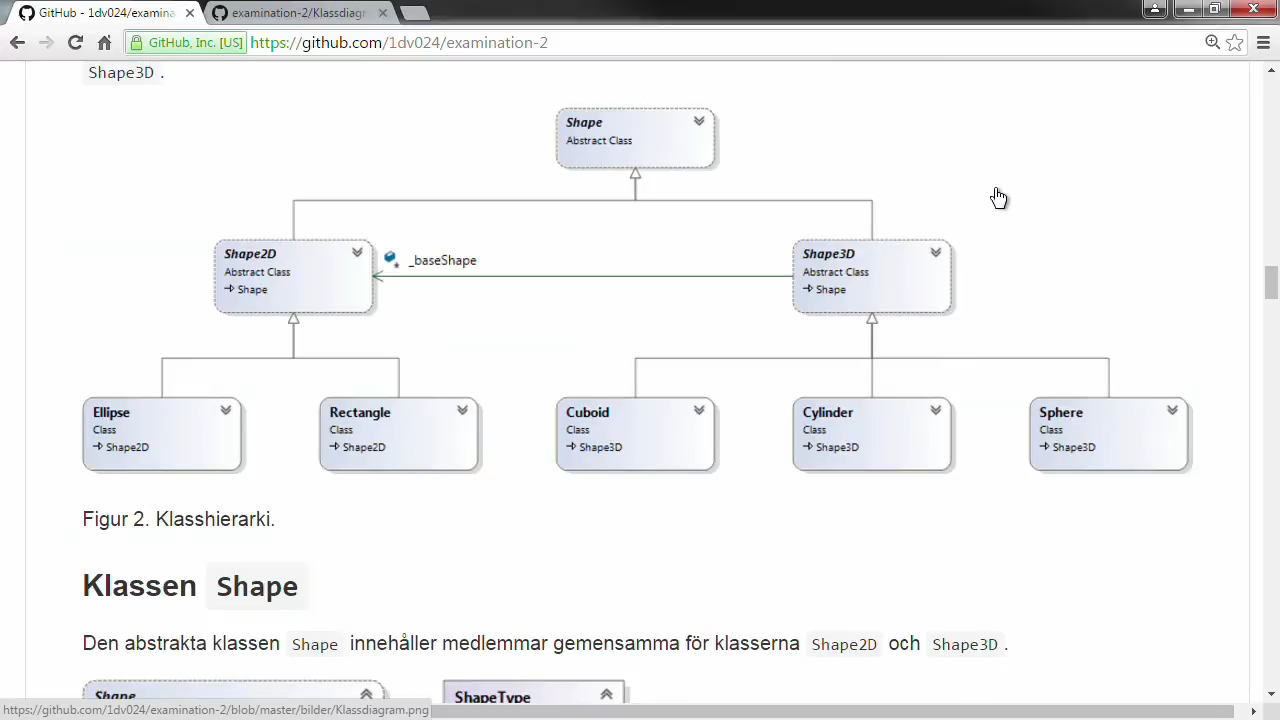 GitHub - 1dv024/examina
examination-2/Klassdiagr
GitHub, Inc. [US]
https://github.com/1dv024/examination-2
Shape3D .
Shape
Abstract Class
Shape2D
Abstract Class
Shape
_baseShape
Shape3D
Abstract Class
Shape
Ellipse
Class
Shape2D
Rectangle
Class
Shape2D
Cuboid
Class
Shape3D
Cylinder
Class
Shape3D
Sphere
Class
Shape3D
Figur 2. Klasshierarki.
Klassen Shape
Den abstrakta klassen Shape innehåller medlemmar gemensamma för klasserna Shape2D och Shape3D .
Shape
ShapeType
https://github.com/1dv024/examination-2/blob/master/bilder/Klassdiagram.png